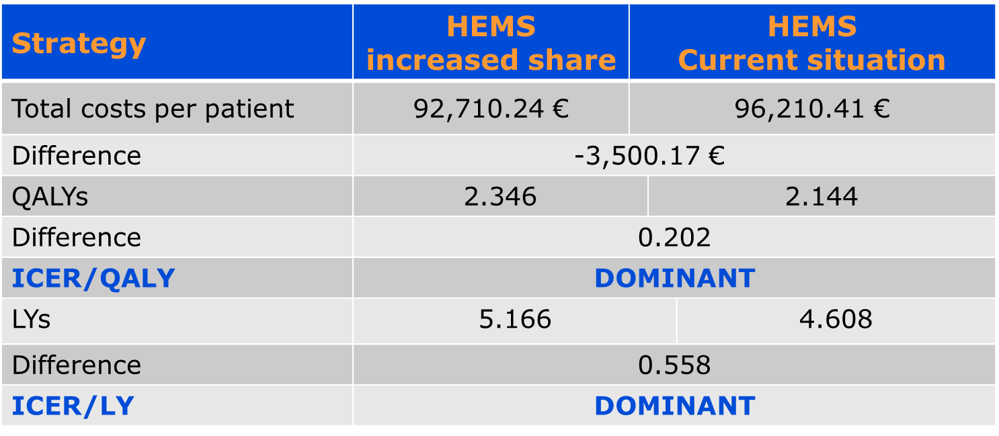 Strategy
HEMS
increased share
HEMS
Current situation
Total costs per patient
92,710.24 €
96,210.41 €
Difference
-3,500.17 €
QALYs
2.346
2.144
Difference
0.202
ICER/QALY
DOMINANT
LYs
5.166
4.608
Difference
0.558
ICER/LY
DOMINANT